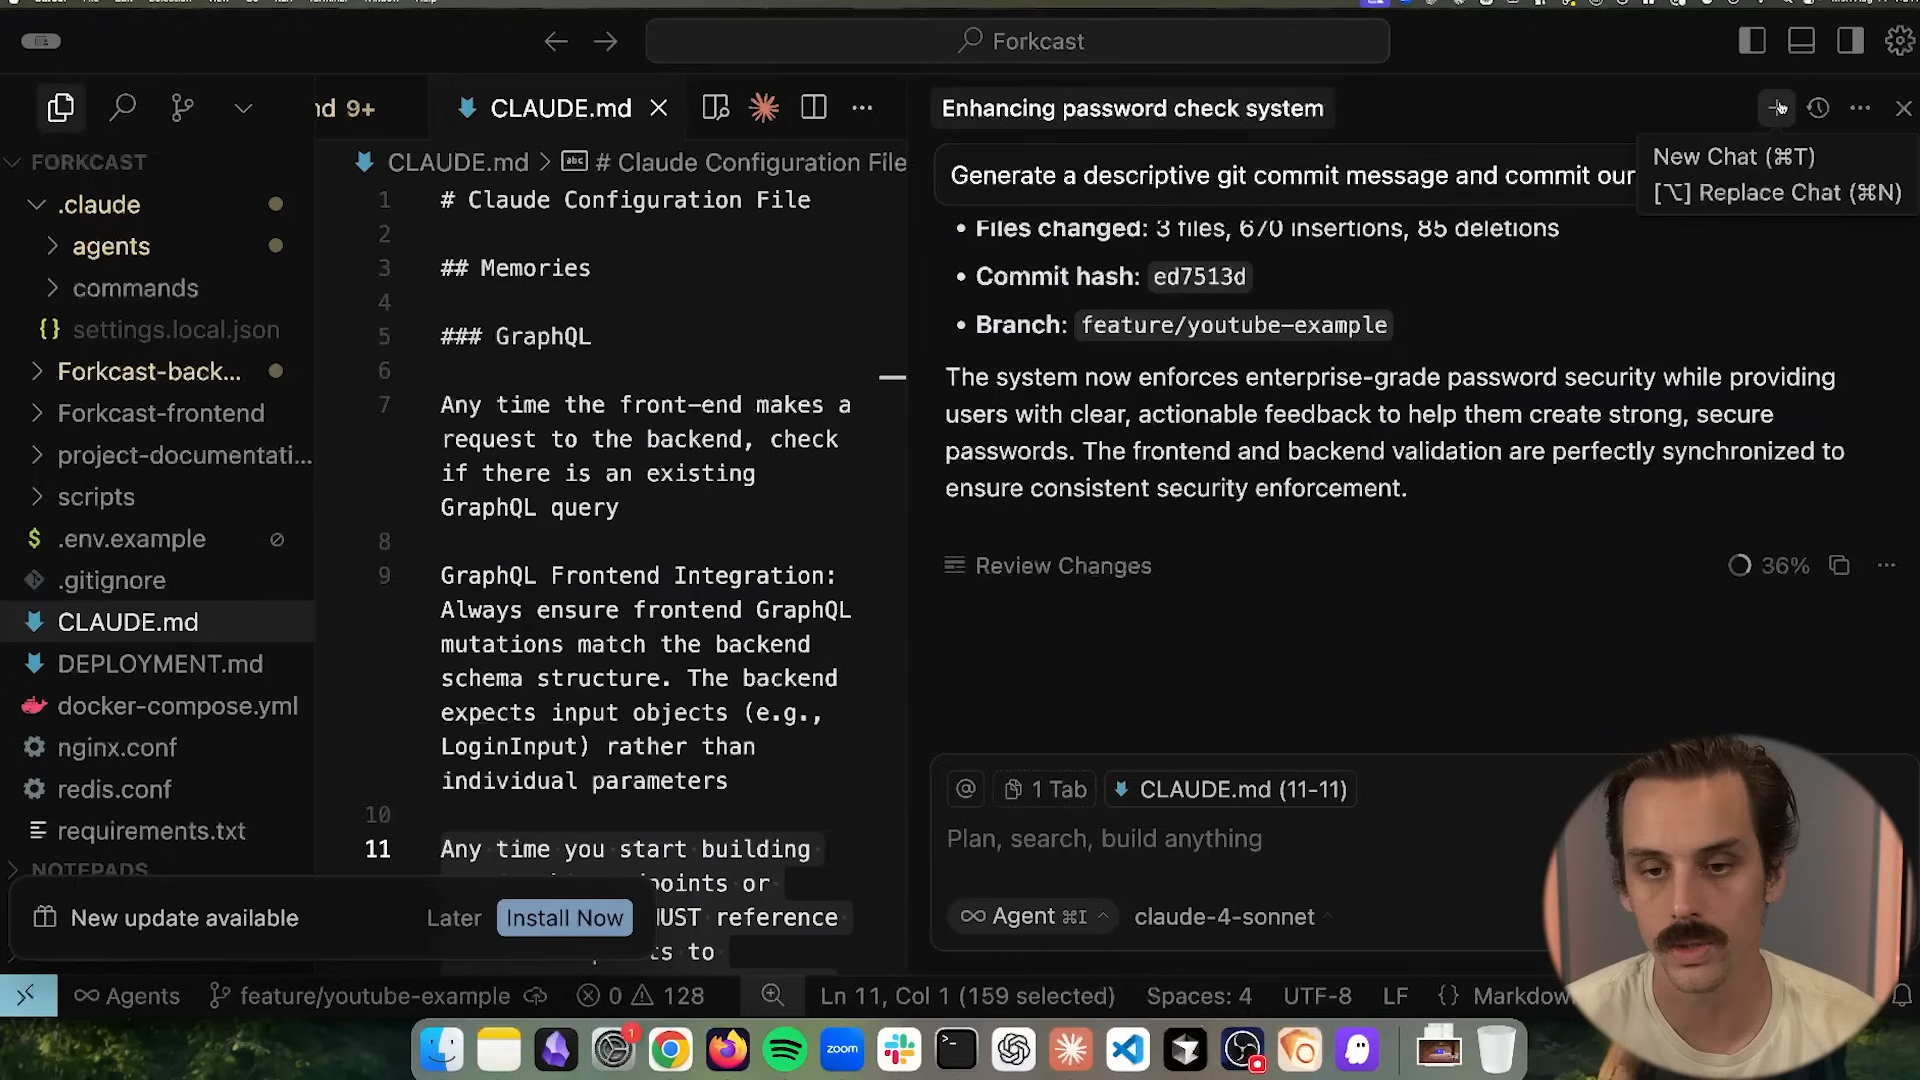 Forkcast
nd 9+
CLAUDE.md
Enhancing password check system
New Chat (⌘T)
[⌥] Replace Chat (⌘N)
FORKCAST
.claude
agents
commands
{} settings.local.json
Forkcast-back...
Forkcast-frontend
project-documentati...
scripts
$ .env.example
.gitignore
CLAUDE.md
DEPLOYMENT.md
docker-compose.yml
nginx.conf
redis.conf
requirements.txt
NOTEPADS
New update available
Later
Install Now
CLAUDE.md > abc # Claude Configuration File
1 # Claude Configuration File
2
3 ## Memories
4
5 ### GraphQL
6
7 Any time the front-end makes a
request to the backend, check
if there is an existing
GraphQL query
8
9 GraphQL Frontend Integration:
Always ensure frontend GraphQL
mutations match the backend
schema structure. The backend
expects input objects (e.g.,
LoginInput) rather than
individual parameters
10
11 Any time you start building
points or
MUST reference
ts to
Generate a descriptive git commit message and commit our
• Files changed: 3 files, 670 insertions, 85 deletions
• Commit hash: ed7513d
• Branch: feature/youtube-example
The system now enforces enterprise-grade password security while providing
users with clear, actionable feedback to help them create strong, secure
passwords. The frontend and backend validation are perfectly synchronized to
ensure consistent security enforcement.
Review Changes
36%
@ 1 Tab CLAUDE.md (11-11)
Plan, search, build anything
Agent ⌘I
claude-4-sonnet
Agents
feature/youtube-example
0
128
Ln 11, Col 1 (159 selected)
Spaces: 4
UTF-8
LF
{} Markdow
1
zoom